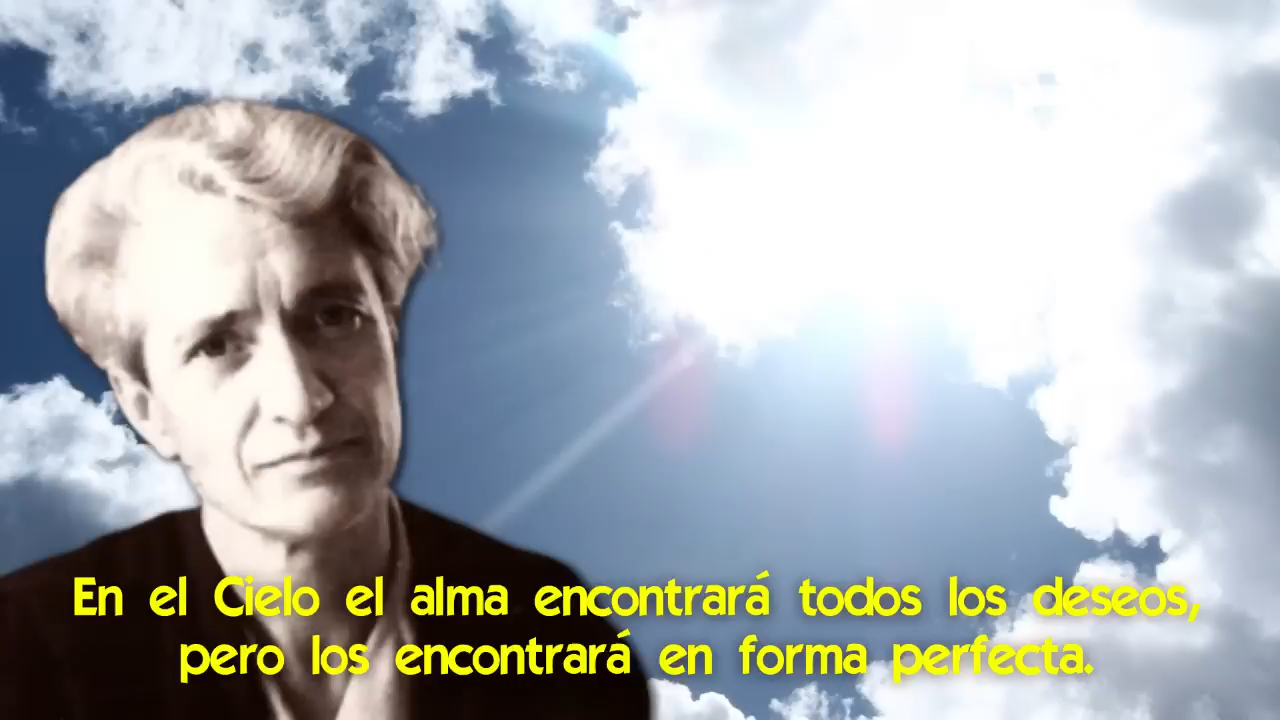 En el Cielo el alma encontrará todos los deseos,
pero los encontrará en forma perfecta.